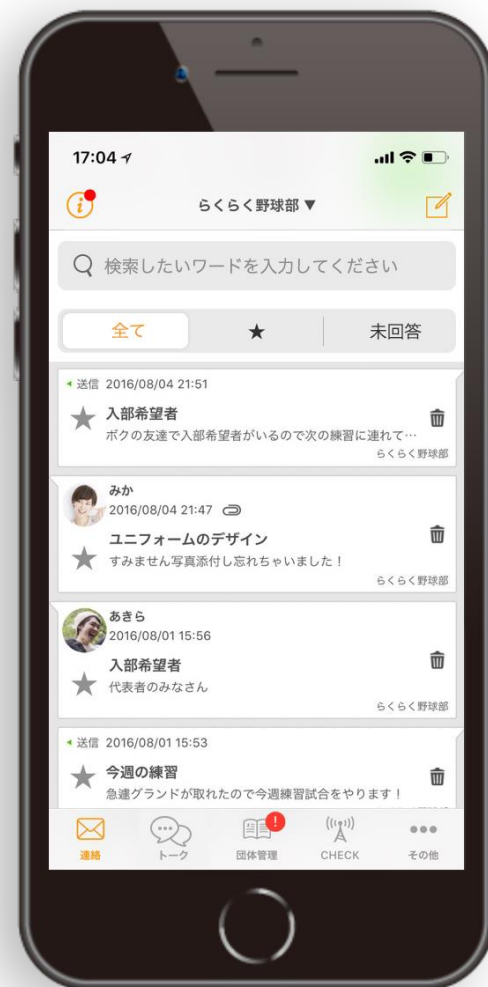 17:04
らくらく野球部 ▼
検索したいワードを入力してください
全て ★ 未回答
送信 2016/08/04 21:51
入部希望者
ボクの友達で入部希望者がいるので次の練習に連れて…
らくらく野球部
みか
2016/08/04 21:47
ユニフォームのデザイン
すみません写真添付し忘れちゃいました！
らくらく野球部
あきら
2016/08/01 15:56
入部希望者
代表者のみなさん
らくらく野球部
送信 2016/08/01 15:53
今週の練習
急遽グランドが取れたので今週練習試合をやります！
連絡 トーク 団体管理 CHECK その他